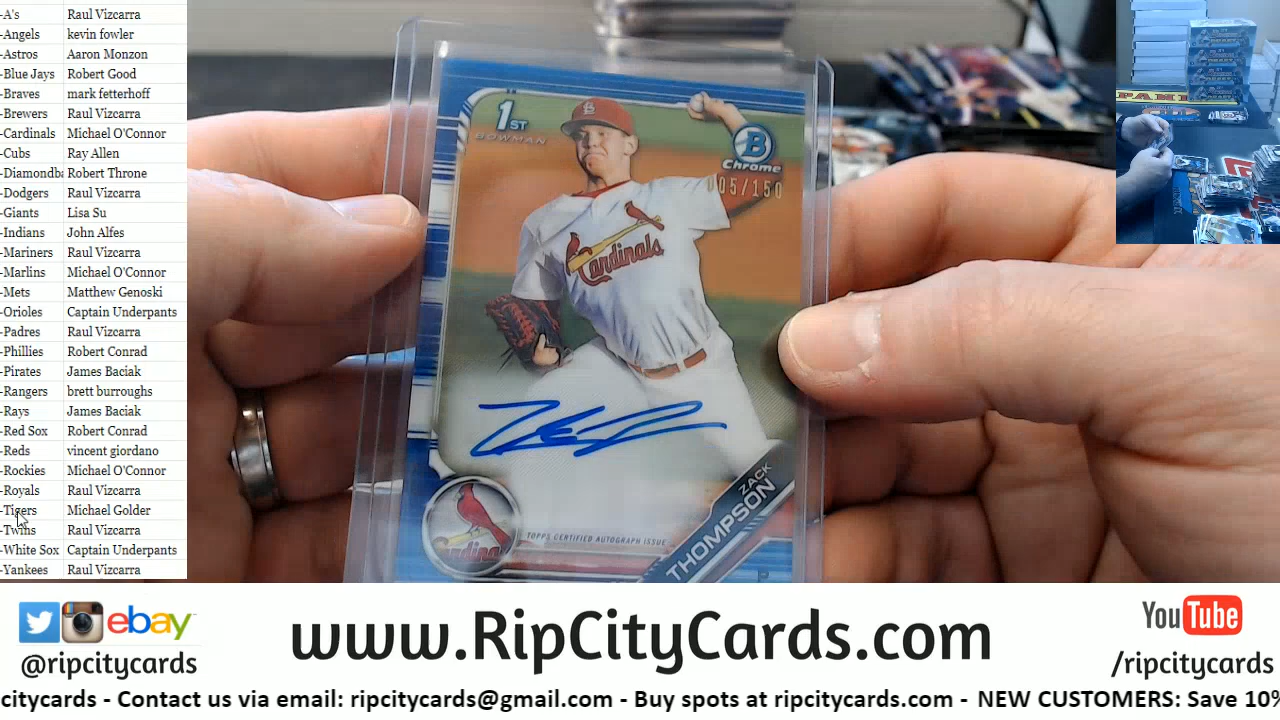 -A's Raul Vizcarra
-Angels kevin fowler
-Astros Aaron Monzon
-Blue Jays Robert Good
-Braves mark fetterhoff
-Brewers Raul Vizcarra
-Cardinals Michael O'Connor
-Cubs Ray Allen
-Diamondba Robert Throne
-Dodgers Raul Vizcarra
-Giants Lisa Su
-Indians John Alfes
-Mariners Raul Vizcarra
-Marlins Michael O'Connor
-Mets Matthew Genoski
-Orioles Captain Underpants
-Padres Raul Vizcarra
-Phillies Robert Conrad
-Pirates James Baciak
-Rangers brett burroughs
-Rays James Baciak
-Red Sox Robert Conrad
-Reds vincent giordano
-Rockies Michael O'Connor
-Royals Raul Vizcarra
-Tigers Michael Golder
-Twins Raul Vizcarra
-White Sox Captain Underpants
-Yankees Raul Vizcarra
1ST
BOWMAN
B
Chrome
105/150
Cardinals
ZACK
THOMPSON
TOPPS CERTIFIED AUTOGRAPH ISSUE
ebay
@ripcitycards
www.RipCityCards.com
YouTube
/ripcitycards
citycards - Contact us via email: ripcitycards@gmail.com - Buy spots at ripcitycards.com - NEW CUSTOMERS: Save 10%